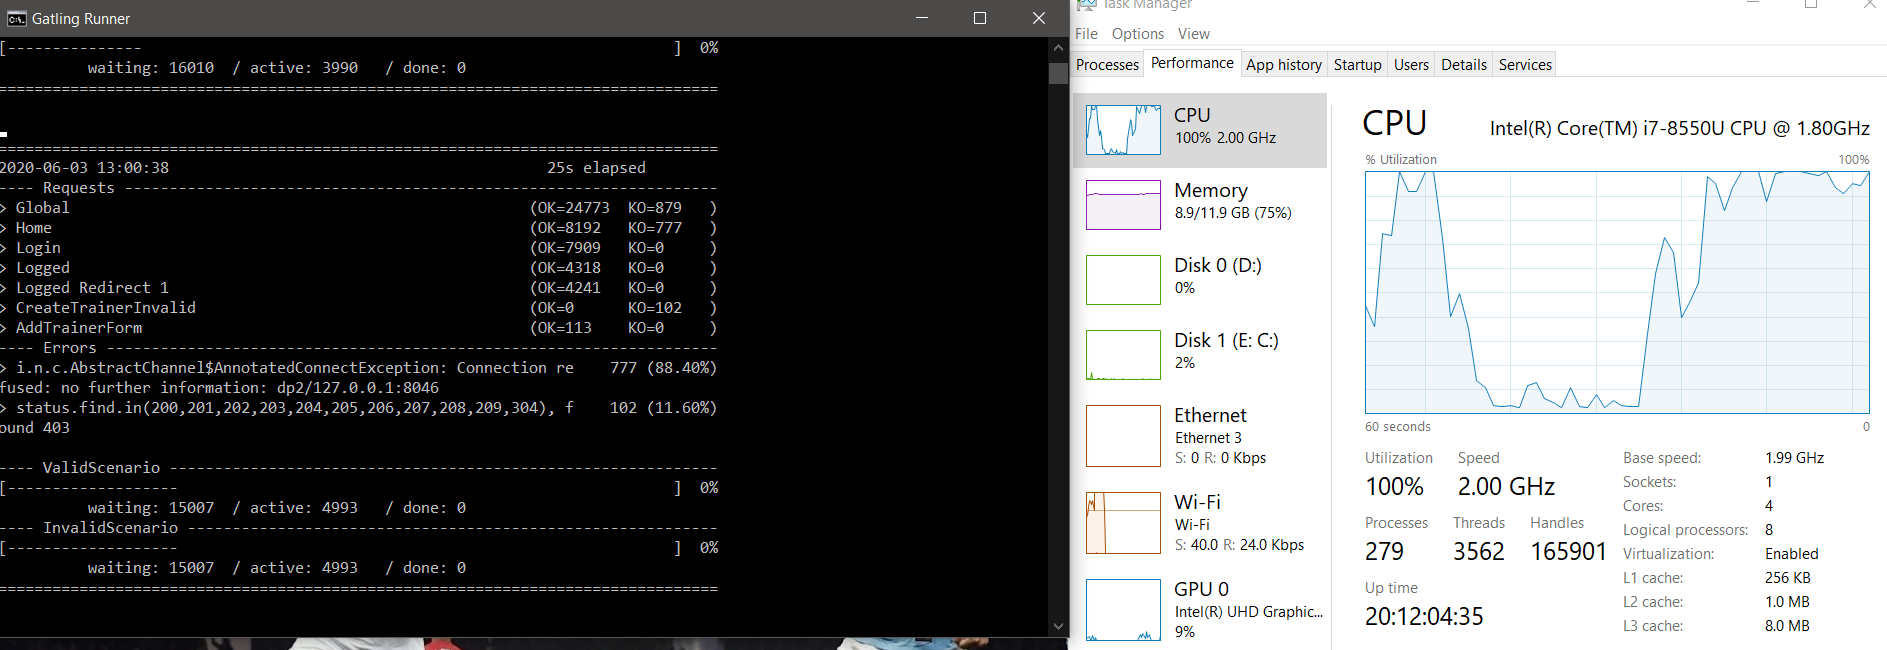 Gatling Runner
[---------------                                                           ]  0%
          waiting: 16010  / active: 3990   / done: 0
================================================================================
================================================================================
2020-06-03 13:00:38                                          25s elapsed
---- Requests ------------------------------------------------------------------
> Global                                                   (OK=24773  KO=879   )
> Home                                                     (OK=8192   KO=777   )
> Login                                                    (OK=7909   KO=0     )
> Logged                                                   (OK=4318   KO=0     )
> Logged Redirect 1                                        (OK=4241   KO=0     )
> CreateTrainerInvalid                                     (OK=0      KO=102   )
> AddTrainerForm                                           (OK=113    KO=0     )
---- Errors --------------------------------------------------------------------
> i.n.c.AbstractChannel$AnnotatedConnectException: Connection re    777 (88.40%)
fused: no further information: dp2/127.0.0.1:8046
> status.find.in(200,201,202,203,204,205,206,207,208,209,304), f    102 (11.60%)
ound 403
---- ValidScenario -------------------------------------------------------------
[-------------------                                                       ]  0%
          waiting: 15007  / active: 4993   / done: 0
---- InvalidScenario -----------------------------------------------------------
[-------------------                                                       ]  0%
          waiting: 15007  / active: 4993   / done: 0
================================================================================
Task Manager
File Options View
Processes Performance App history Startup Users Details Services
CPU
100% 2.00 GHz
Memory
8.9/11.9 GB (75%)
Disk 0 (D:)
0%
Disk 1 (E: C:)
2%
Ethernet
Ethernet 3
S: 0 R: 0 Kbps
Wi-Fi
Wi-Fi
S: 40.0 R: 24.0 Kbps
GPU 0
Intel(R) UHD Graphic...
9%
CPU Intel(R) Core(TM) i7-8550U CPU @ 1.80GHz
% Utilization 100%
60 seconds 0
Utilization Speed
100% 2.00 GHz
Processes Threads Handles
279 3562 165901
Up time
20:12:04:35
Base speed: 1.99 GHz
Sockets: 1
Cores: 4
Logical processors: 8
Virtualization: Enabled
L1 cache: 256 KB
L2 cache: 1.0 MB
L3 cache: 8.0 MB